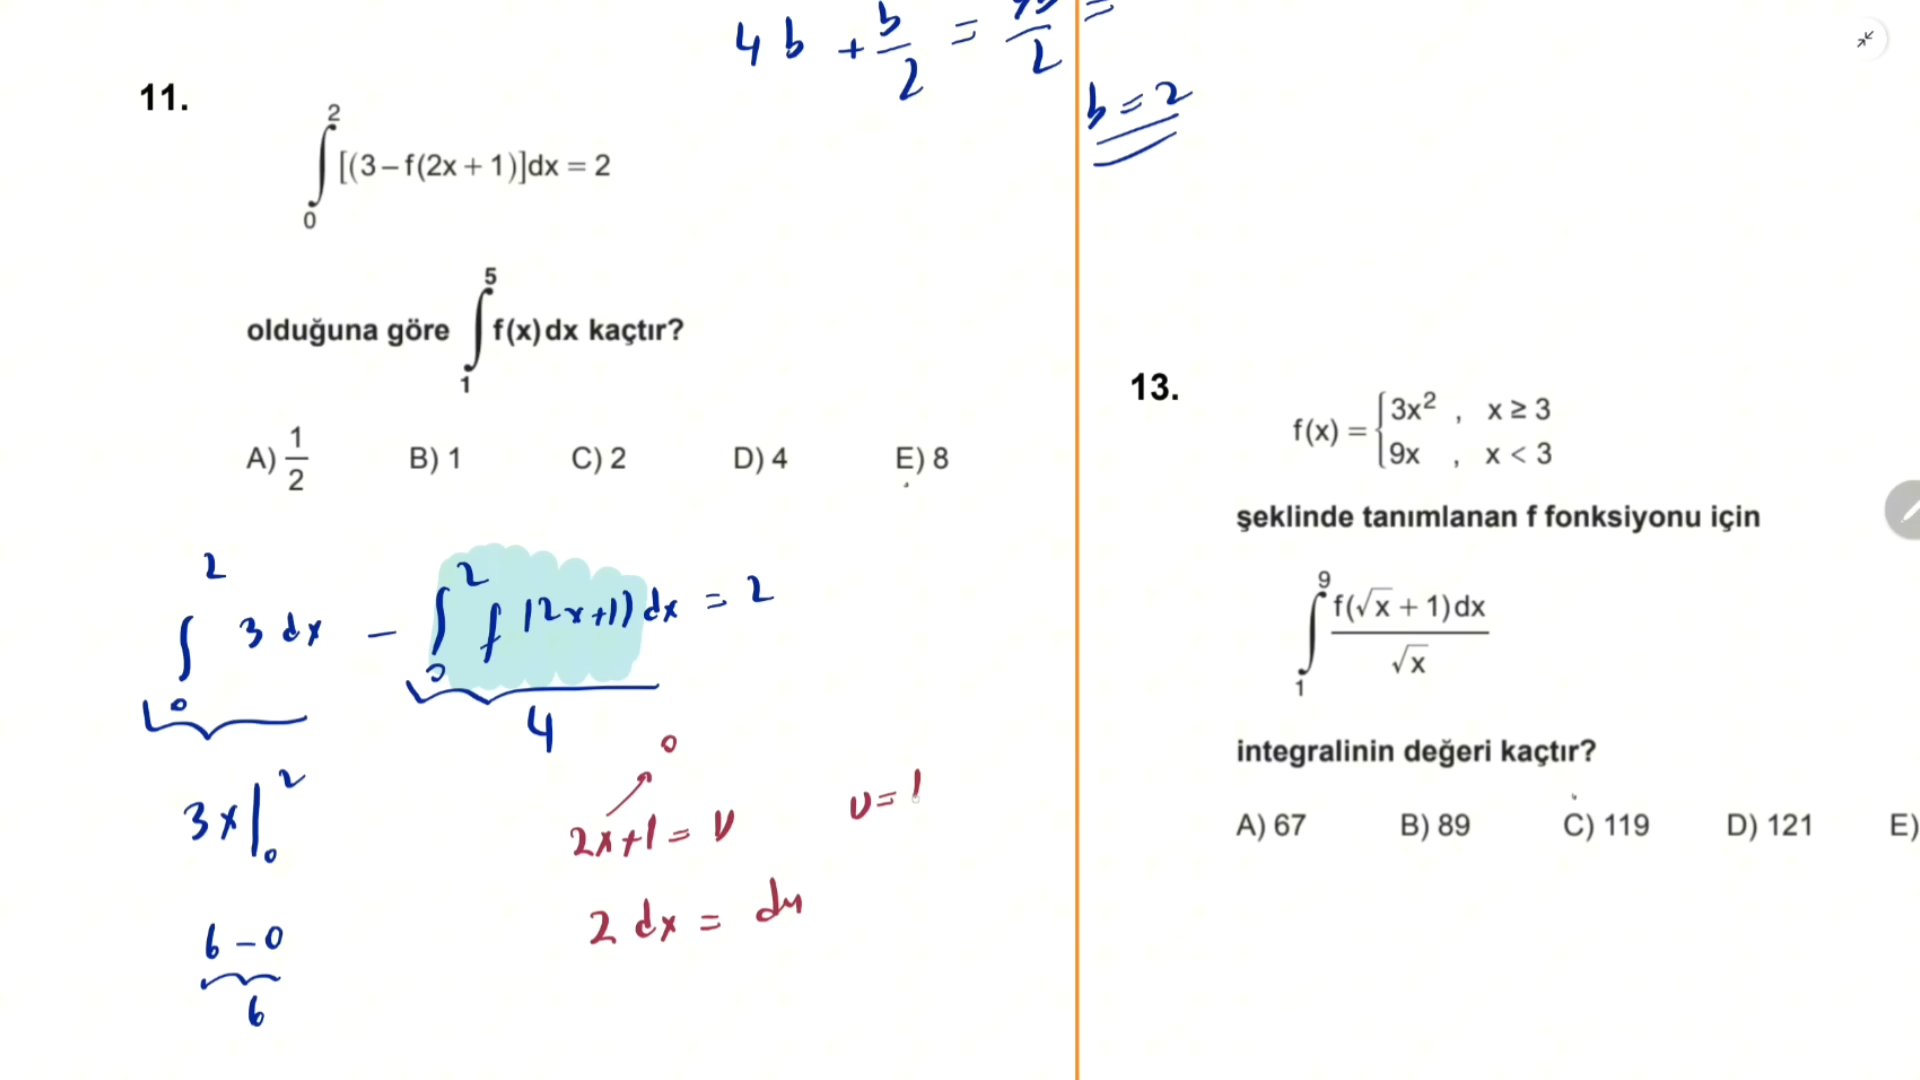 4b + b/2 =
b = 2
11.
∫₀² [(3 – f(2x + 1)]dx = 2
olduğuna göre ∫₁⁵ f(x) dx kaçtır?
A) 1/2 B) 1 C) 2 D) 4 E) 8
∫₀² 3 dx − ∫₀² f(2x+1) dx = 2
4
0
3x |₀²
2x+1 = u
u = 1
2 dx = du
6 − 0
6
13.
f(x) = { 3x² , x ≥ 3
9x , x < 3
şeklinde tanımlanan f fonksiyonu için
∫₁⁹ f(√x + 1)dx / √x
integralinin değeri kaçtır?
A) 67 B) 89 C) 119 D) 121 E)